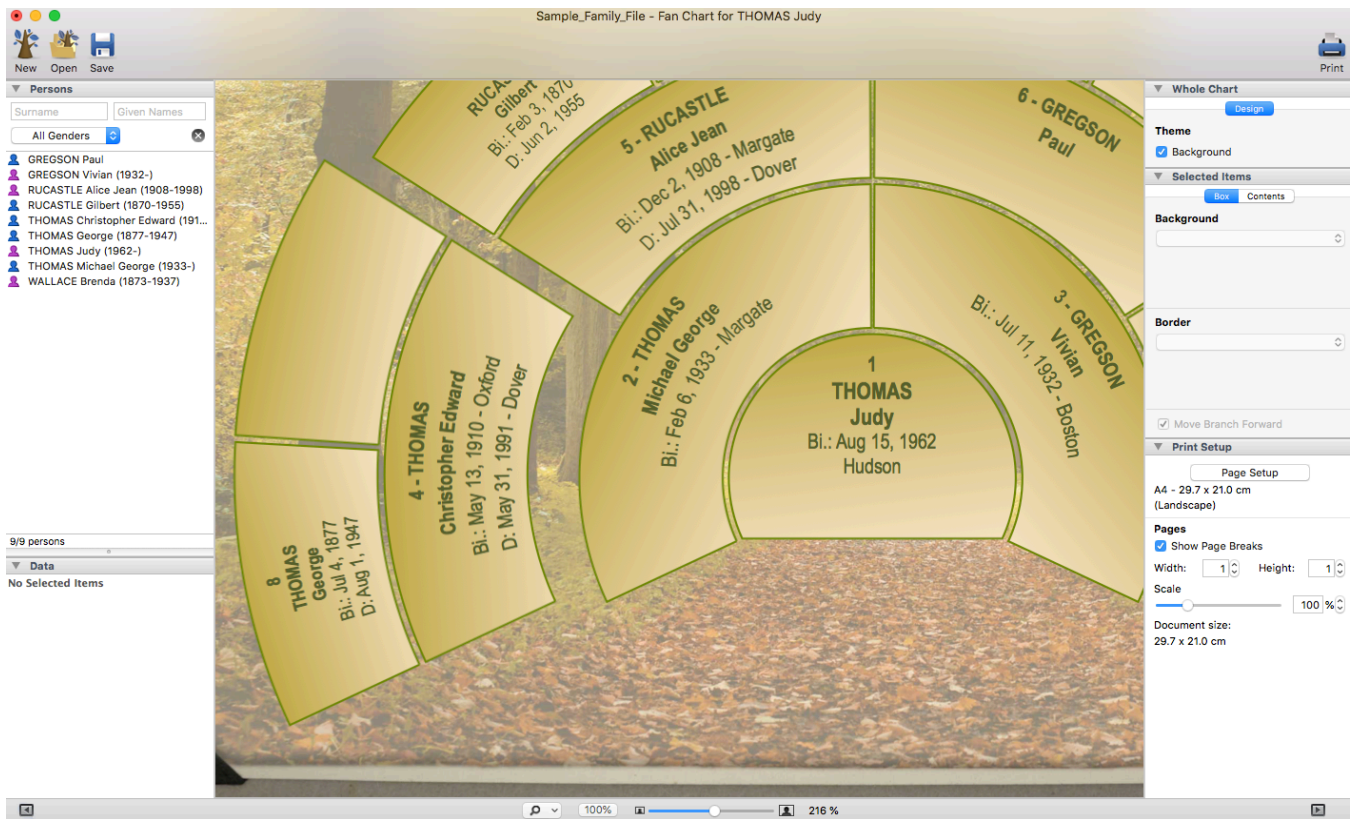 Sample_Family_File - Fan Chart for THOMAS Judy
New
Open
Save
Print
Persons
Surname
Given Names
All Genders
GREGSON Paul
GREGSON Vivian (1932-)
RUCASTLE Alice Jean (1908-1998)
RUCASTLE Gilbert (1870-1955)
THOMAS Christopher Edward (191...
THOMAS George (1877-1947)
THOMAS Judy (1962-)
THOMAS Michael George (1933-)
WALLACE Brenda (1873-1937)
9/9 persons
Data
No Selected Items
RUCAS
Gilbert
Bi.: Feb 3, 1870
D: Jun 2, 1955
5 - RUCASTLE
Alice Jean
Bi.: Dec 2, 1908 - Margate
D: Jul 31, 1998 - Dover
6 - GREGSON
Paul
2 - THOMAS
Michael George
Bi.: Feb 6, 1933 - Margate
3 - GREGSON
Vivian
Bi.: Jul 11, 1932 - Boston
1
THOMAS
Judy
Bi.: Aug 15, 1962
Hudson
4 - THOMAS
Christopher Edward
Bi.: May 13, 1910 - Oxford
D: May 31, 1991 - Dover
8
THOMAS
George
Bi.: Jul 4, 1877
D: Aug 1, 1947
Whole Chart
Design
Theme
Background
Selected Items
Box
Contents
Background
Border
Move Branch Forward
Print Setup
Page Setup
A4 - 29.7 x 21.0 cm
(Landscape)
Pages
Show Page Breaks
Width: 1 Height: 1
Scale
100 %
Document size:
29.7 x 21.0 cm
100%
216 %